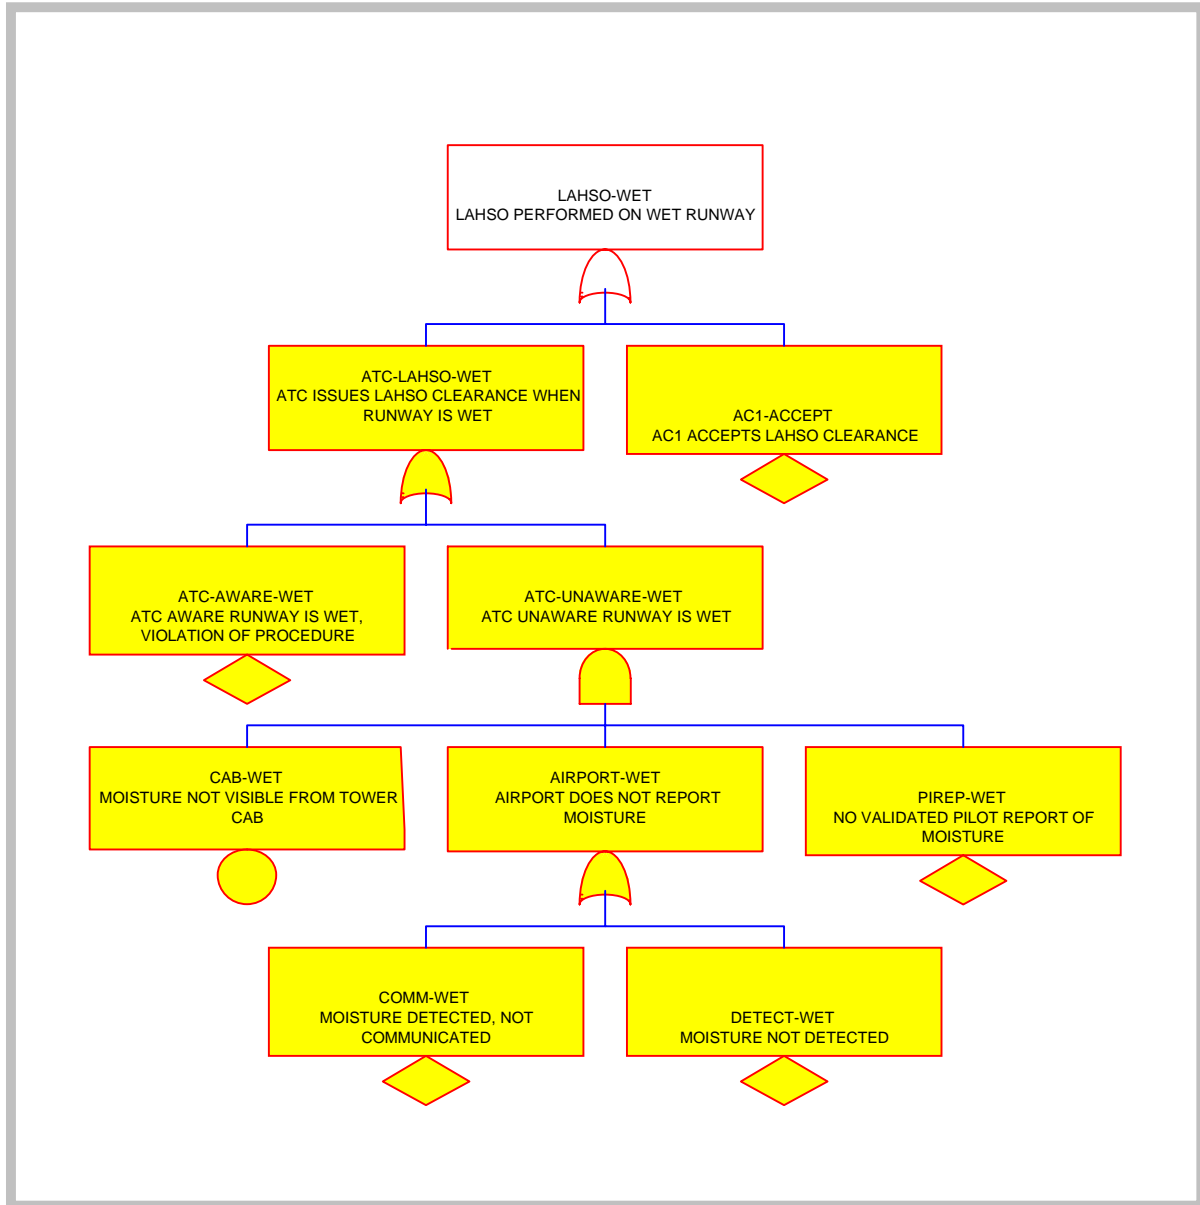 LAHSO-WET
LAHSO PERFORMED ON WET RUNWAY
ATC-LAHSO-WET
ATC ISSUES LAHSO CLEARANCE WHEN
RUNWAY IS WET
AC1-ACCEPT
AC1 ACCEPTS LAHSO CLEARANCE
ATC-AWARE-WET
ATC AWARE RUNWAY IS WET,
VIOLATION OF PROCEDURE
ATC-UNAWARE-WET
ATC UNAWARE RUNWAY IS WET
CAB-WET
MOISTURE NOT VISIBLE FROM TOWER
CAB
AIRPORT-WET
AIRPORT DOES NOT REPORT
MOISTURE
PIREP-WET
NO VALIDATED PILOT REPORT OF
MOISTURE
COMM-WET
MOISTURE DETECTED, NOT
COMMUNICATED
DETECT-WET
MOISTURE NOT DETECTED